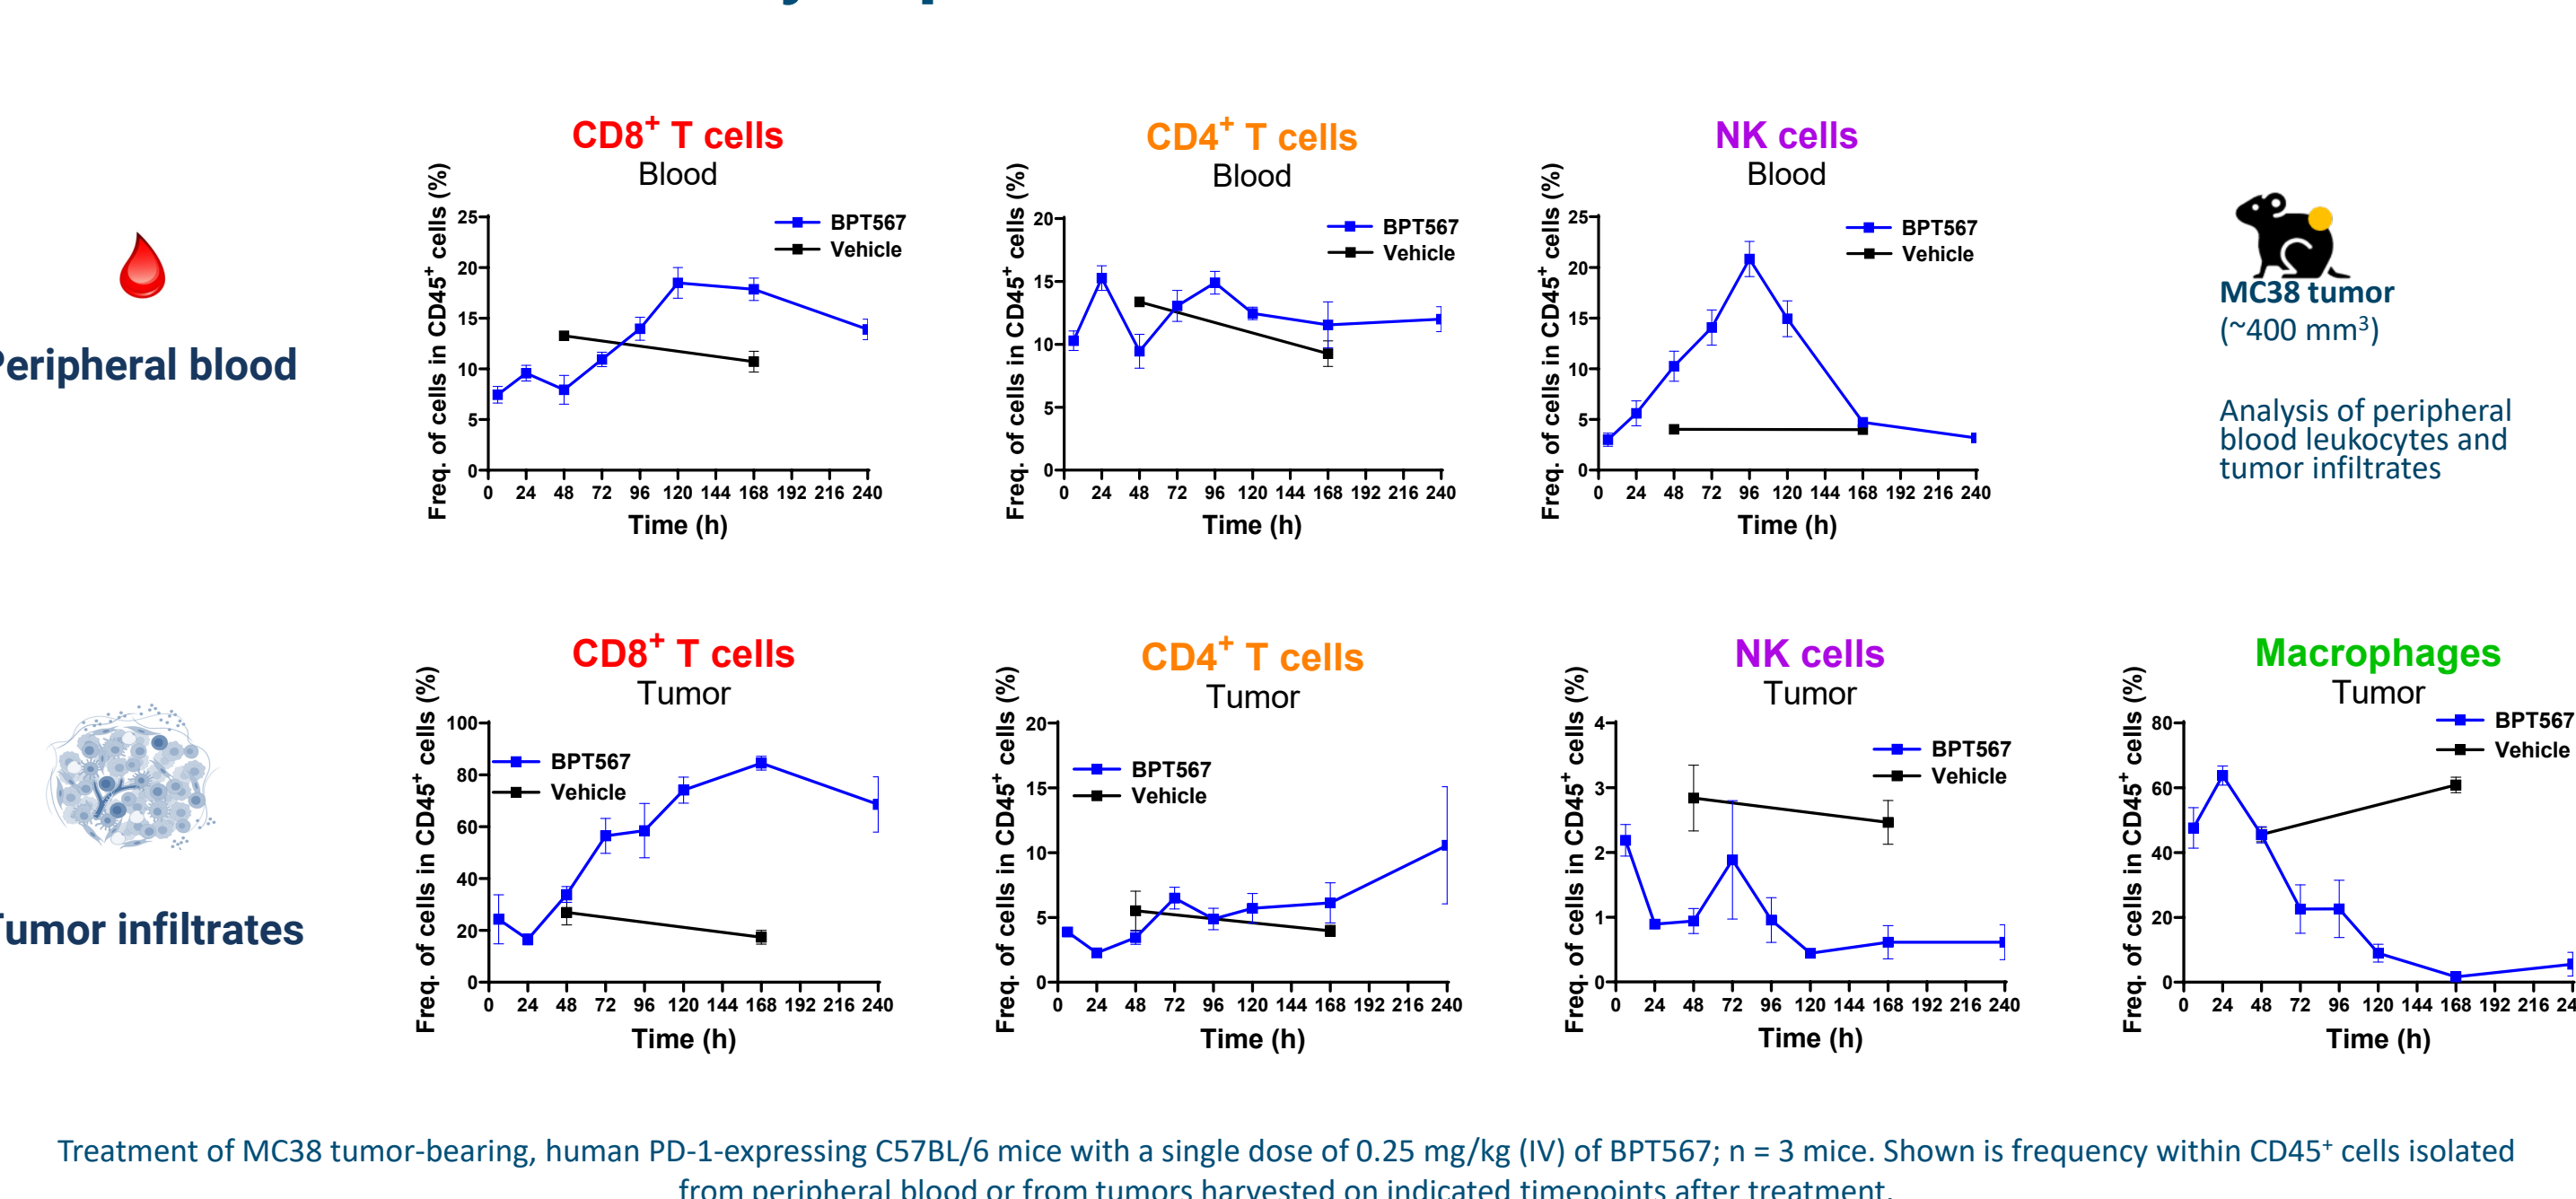 CD8+ T cells
Blood
Freq. of cells in CD45+ cells (%)
25
20
15
10
5
0
BPT567
Vehicle
0 24 48 72 96 120 144 168 192 216 240
Time (h)
CD4+ T cells
Blood
Freq. of cells in CD45+ cells (%)
20
15
10
5
0
BPT567
Vehicle
0 24 48 72 96 120 144 168 192 216 240
Time (h)
NK cells
Blood
Freq. of cells in CD45+ cells (%)
25
20
15
10
5
0
BPT567
Vehicle
0 24 48 72 96 120 144 168 192 216 240
Time (h)
MC38 tumor
(~400 mm³)
Analysis of peripheral
blood leukocytes and
tumor infiltrates
Peripheral blood
CD8+ T cells
Tumor
Freq. of cells in CD45+ cells (%)
100
80
60
40
20
0
BPT567
Vehicle
0 24 48 72 96 120 144 168 192 216 240
Time (h)
CD4+ T cells
Tumor
Freq. of cells in CD45+ cells (%)
20
15
10
5
0
BPT567
Vehicle
0 24 48 72 96 120 144 168 192 216 240
Time (h)
NK cells
Tumor
Freq. of cells in CD45+ cells (%)
4
3
2
1
0
BPT567
Vehicle
0 24 48 72 96 120 144 168 192 216 240
Time (h)
Macrophages
Tumor
Freq. of cells in CD45+ cells (%)
80
60
40
20
0
BPT567
Vehicle
0 24 48 72 96 120 144 168 192 216 24
Time (h)
Tumor infiltrates
Treatment of MC38 tumor-bearing, human PD-1-expressing C57BL/6 mice with a single dose of 0.25 mg/kg (IV) of BPT567; n = 3 mice. Shown is frequency within CD45+ cells isolated
from peripheral blood or from tumors harvested on indicated timepoints after treatment.